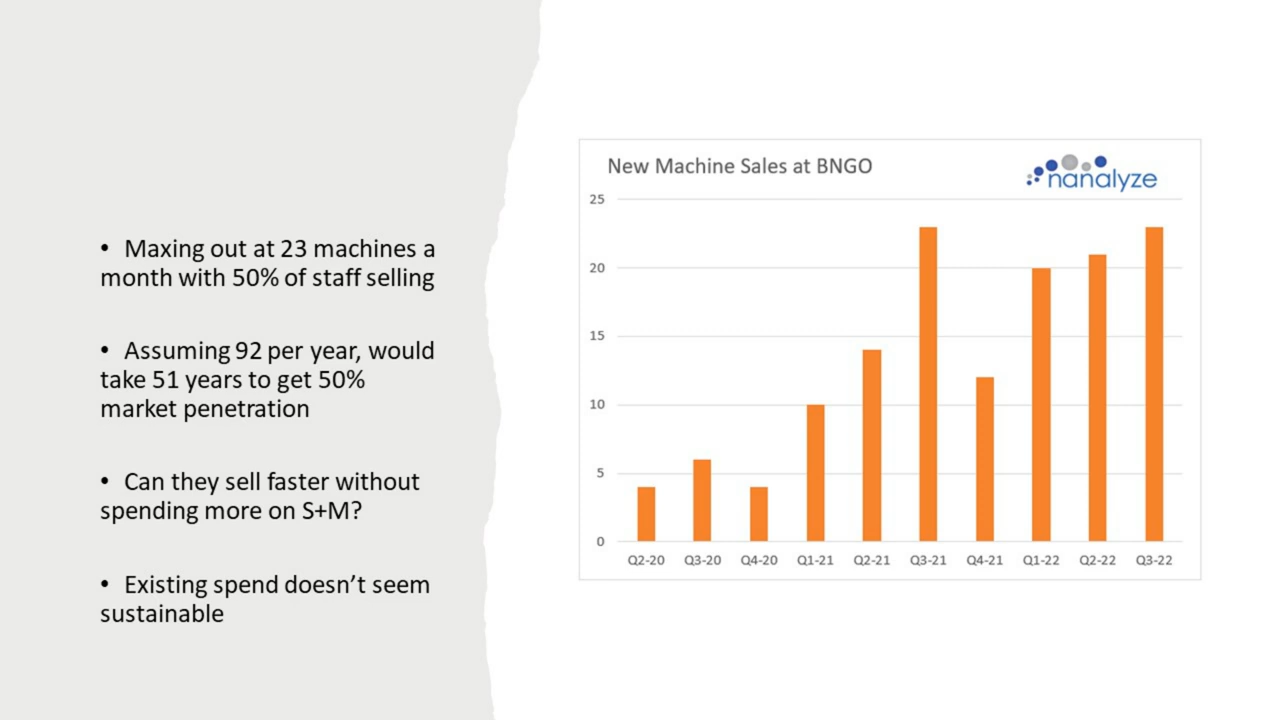 • Maxing out at 23 machines a
month with 50% of staff selling
• Assuming 92 per year, would
take 51 years to get 50%
market penetration
• Can they sell faster without
spending more on S+M?
• Existing spend doesn’t seem
sustainable
New Machine Sales at BNGO
nanalyze
25
20
15
10
5
0
Q2-20 Q3-20 Q4-20 Q1-21 Q2-21 Q3-21 Q4-21 Q1-22 Q2-22 Q3-22